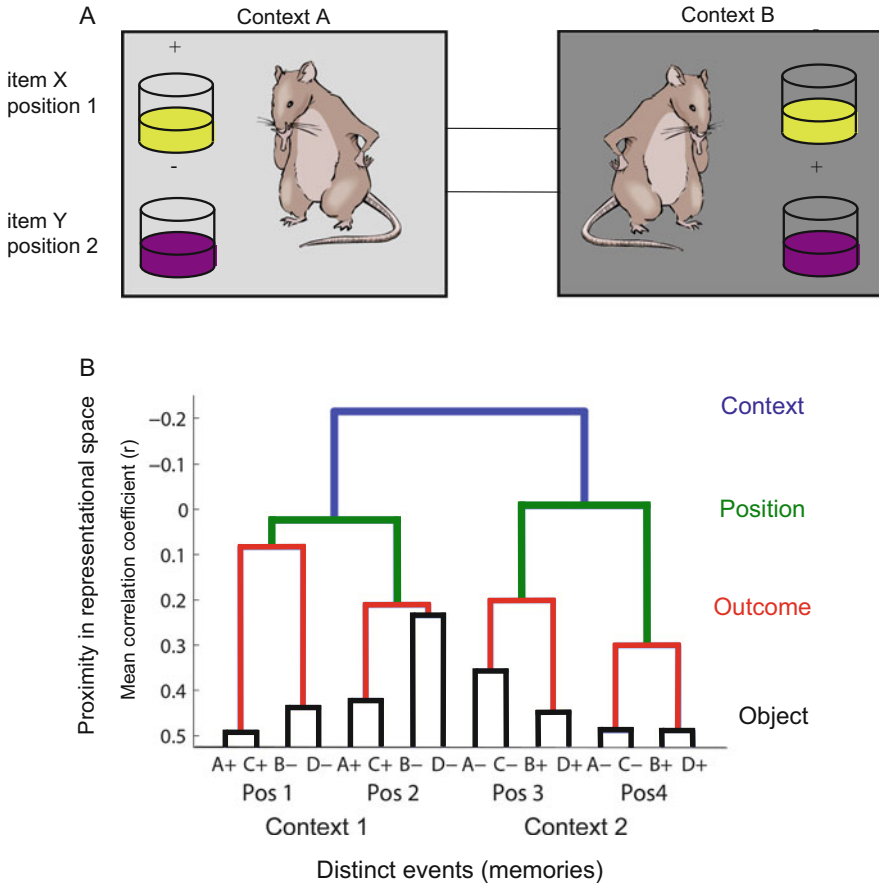 A
Context A
Context B
+
-
item X
position 1
-
+
item Y
position 2
B
Proximity in representational space
Mean correlation coefficient (r)
−0.2
−0.1
0
0.1
0.2
0.3
0.4
0.5
Context
Position
Outcome
Object
A+ C+ B− D− A+ C+ B− D− A− C− B+ D+ A− C− B+ D+
Pos 1 Pos 2 Pos 3 Pos4
Context 1 Context 2
Distinct events (memories)